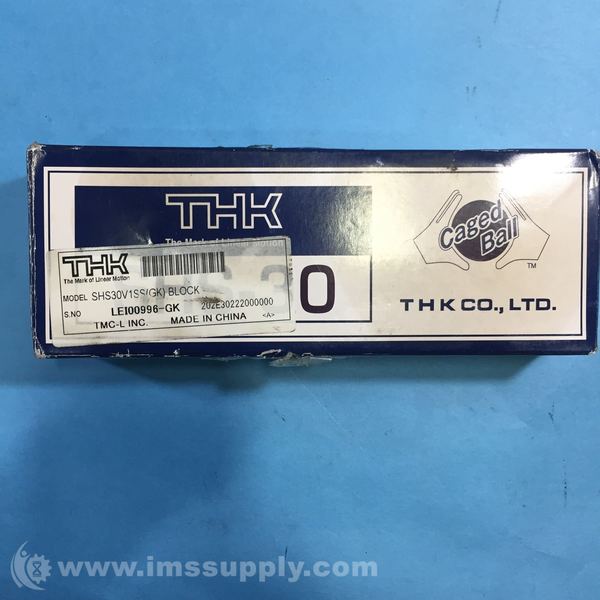 THK
The Mark of Linear Motion
S-30
Caged
Ball
TM
THK CO., LTD.
THK
The Mark of Linear Motion
MODEL SHS30V1SS(GK) BLOCK
S.NO LEI00996-GK 202E30222000000
TMC-L INC. MADE IN CHINA <A>
www.imssupply.com